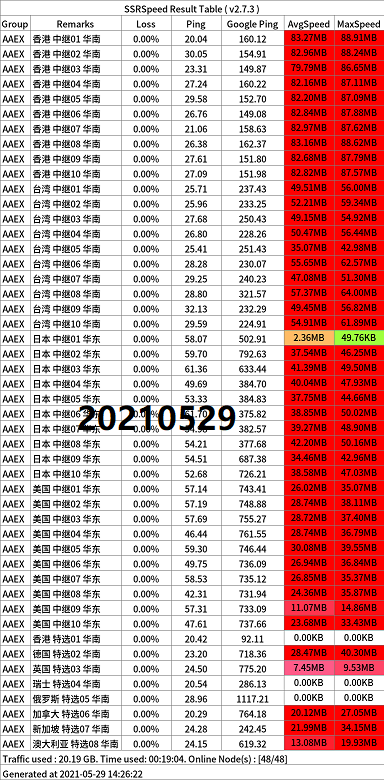 SSRSpeed Result Table ( v2.7.3 )
Group Remarks Loss Ping Google Ping AvgSpeed MaxSpeed
AAEX 香港 中继01 华南 0.00% 20.04 160.12 83.27MB 88.91MB
AAEX 香港 中继02 华南 0.00% 30.05 154.91 82.96MB 88.24MB
AAEX 香港 中继03 华南 0.00% 23.31 149.87 79.79MB 86.65MB
AAEX 香港 中继04 华南 0.00% 27.24 160.22 82.16MB 87.11MB
AAEX 香港 中继05 华南 0.00% 29.58 152.70 82.20MB 87.09MB
AAEX 香港 中继06 华南 0.00% 26.76 149.08 82.84MB 87.88MB
AAEX 香港 中继07 华南 0.00% 21.06 158.63 82.97MB 87.62MB
AAEX 香港 中继08 华南 0.00% 26.38 162.37 83.16MB 88.62MB
AAEX 香港 中继09 华南 0.00% 27.61 151.80 82.68MB 87.79MB
AAEX 香港 中继10 华南 0.00% 27.09 151.98 82.82MB 87.57MB
AAEX 台湾 中继01 华南 0.00% 25.71 237.43 49.51MB 56.00MB
AAEX 台湾 中继02 华南 0.00% 25.96 233.25 52.21MB 59.34MB
AAEX 台湾 中继03 华南 0.00% 27.68 250.43 49.15MB 54.92MB
AAEX 台湾 中继04 华南 0.00% 26.80 228.26 50.47MB 56.44MB
AAEX 台湾 中继05 华南 0.00% 25.41 251.43 35.07MB 42.98MB
AAEX 台湾 中继06 华南 0.00% 28.28 230.07 55.65MB 62.57MB
AAEX 台湾 中继07 华南 0.00% 29.25 240.23 47.08MB 51.30MB
AAEX 台湾 中继08 华南 0.00% 28.80 321.57 57.37MB 64.00MB
AAEX 台湾 中继09 华南 0.00% 32.13 232.29 49.45MB 56.82MB
AAEX 台湾 中继10 华南 0.00% 29.59 224.91 54.91MB 61.89MB
AAEX 日本 中继01 华东 0.00% 58.07 502.91 2.36MB 49.76KB
AAEX 日本 中继02 华东 0.00% 59.70 792.63 37.54MB 46.25MB
AAEX 日本 中继03 华东 0.00% 61.36 633.44 41.39MB 49.50MB
AAEX 日本 中继04 华东 0.00% 49.69 384.70 40.04MB 47.93MB
AAEX 日本 中继05 华东 0.00% 53.33 384.83 37.75MB 44.66MB
AAEX 日本 中继06 华东 0.00% 51.70 375.82 38.85MB 50.02MB
20210529
AAEX 日本 中继07 华东 0.00% 382.57 39.27MB 48.90MB
AAEX 日本 中继08 华东 0.00% 54.21 377.68 42.20MB 50.16MB
AAEX 日本 中继09 华东 0.00% 54.51 687.38 34.46MB 42.96MB
AAEX 日本 中继10 华东 0.00% 52.68 726.21 38.58MB 47.03MB
AAEX 美国 中继01 华东 0.00% 57.14 743.41 26.02MB 35.07MB
AAEX 美国 中继02 华东 0.00% 57.19 748.88 28.74MB 38.11MB
AAEX 美国 中继03 华东 0.00% 57.69 755.27 28.72MB 37.40MB
AAEX 美国 中继04 华东 0.00% 46.44 761.55 28.74MB 36.79MB
AAEX 美国 中继05 华东 0.00% 59.30 746.44 30.08MB 39.55MB
AAEX 美国 中继06 华东 0.00% 49.75 736.09 26.94MB 36.84MB
AAEX 美国 中继07 华东 0.00% 58.53 735.12 26.85MB 35.37MB
AAEX 美国 中继08 华东 0.00% 42.31 731.94 24.36MB 35.87MB
AAEX 美国 中继09 华东 0.00% 57.31 733.09 11.07MB 14.86MB
AAEX 美国 中继10 华东 0.00% 47.61 737.66 23.68MB 33.43MB
AAEX 香港 特选01 华南 0.00% 20.42 92.11 0.00KB 0.00KB
AAEX 德国 特选02 华南 0.00% 23.20 718.36 28.47MB 40.30MB
AAEX 英国 特选03 华南 0.00% 24.50 775.20 7.45MB 9.53MB
AAEX 瑞士 特选04 华南 0.00% 20.54 286.13 0.00KB 0.00KB
AAEX 俄罗斯 特选05 华南 0.00% 28.96 1117.21 0.00KB 0.00KB
AAEX 加拿大 特选06 华南 0.00% 20.29 764.18 20.12MB 27.05MB
AAEX 新加坡 特选07 华南 0.00% 24.28 242.45 21.99MB 34.15MB
AAEX 澳大利亚 特选08 华南 0.00% 24.15 619.32 13.08MB 19.93MB
Traffic used : 20.19 GB. Time used: 00:19:04. Online Node(s) : [48/48]
Generated at 2021-05-29 14:26:22